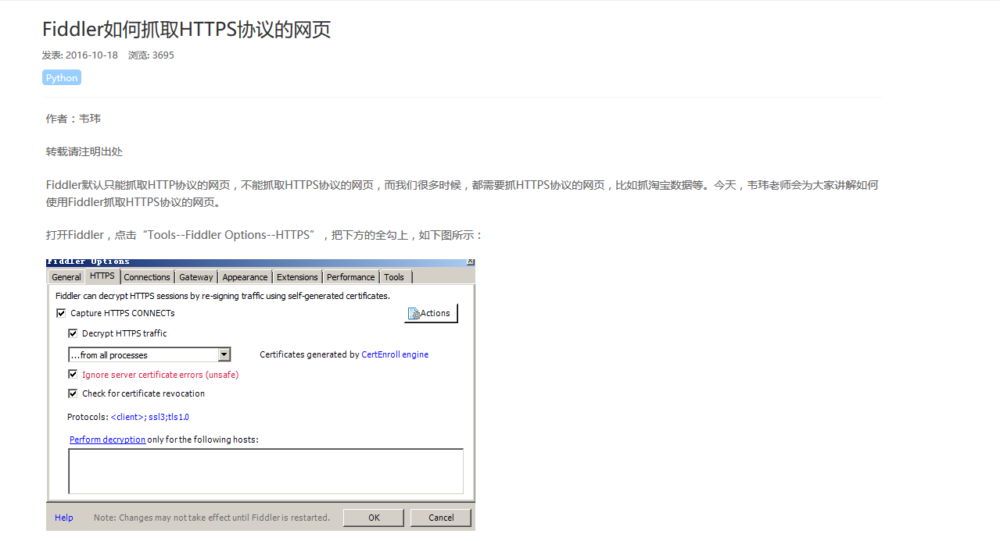 Fiddler如何抓取HTTPS协议的网页
发表: 2016-10-18 浏览: 3695
Python
作者：韦玮
转载请注明出处
Fiddler默认只能抓取HTTP协议的网页，不能抓取HTTPS协议的网页，而我们很多时候，都需要抓HTTPS协议的网页，比如抓淘宝数据等。今天，韦玮老师会为大家讲解如何
使用Fiddler抓取HTTPS协议的网页。
打开Fiddler，点击“Tools--Fiddler Options--HTTPS”，把下方的全勾上，如下图所示：
Fiddler Options
General HTTPS Connections Gateway Appearance Extensions Performance Tools
Fiddler can decrypt HTTPS sessions by re-signing traffic using self-generated certificates.
Capture HTTPS CONNECTs Actions
Decrypt HTTPS traffic
...from all processes Certificates generated by CertEnroll engine
Ignore server certificate errors (unsafe)
Check for certificate revocation
Protocols: <client>; ssl3;tls1.0
Perform decryption only for the following hosts:
Help Note: Changes may not take effect until Fiddler is restarted. OK Cancel